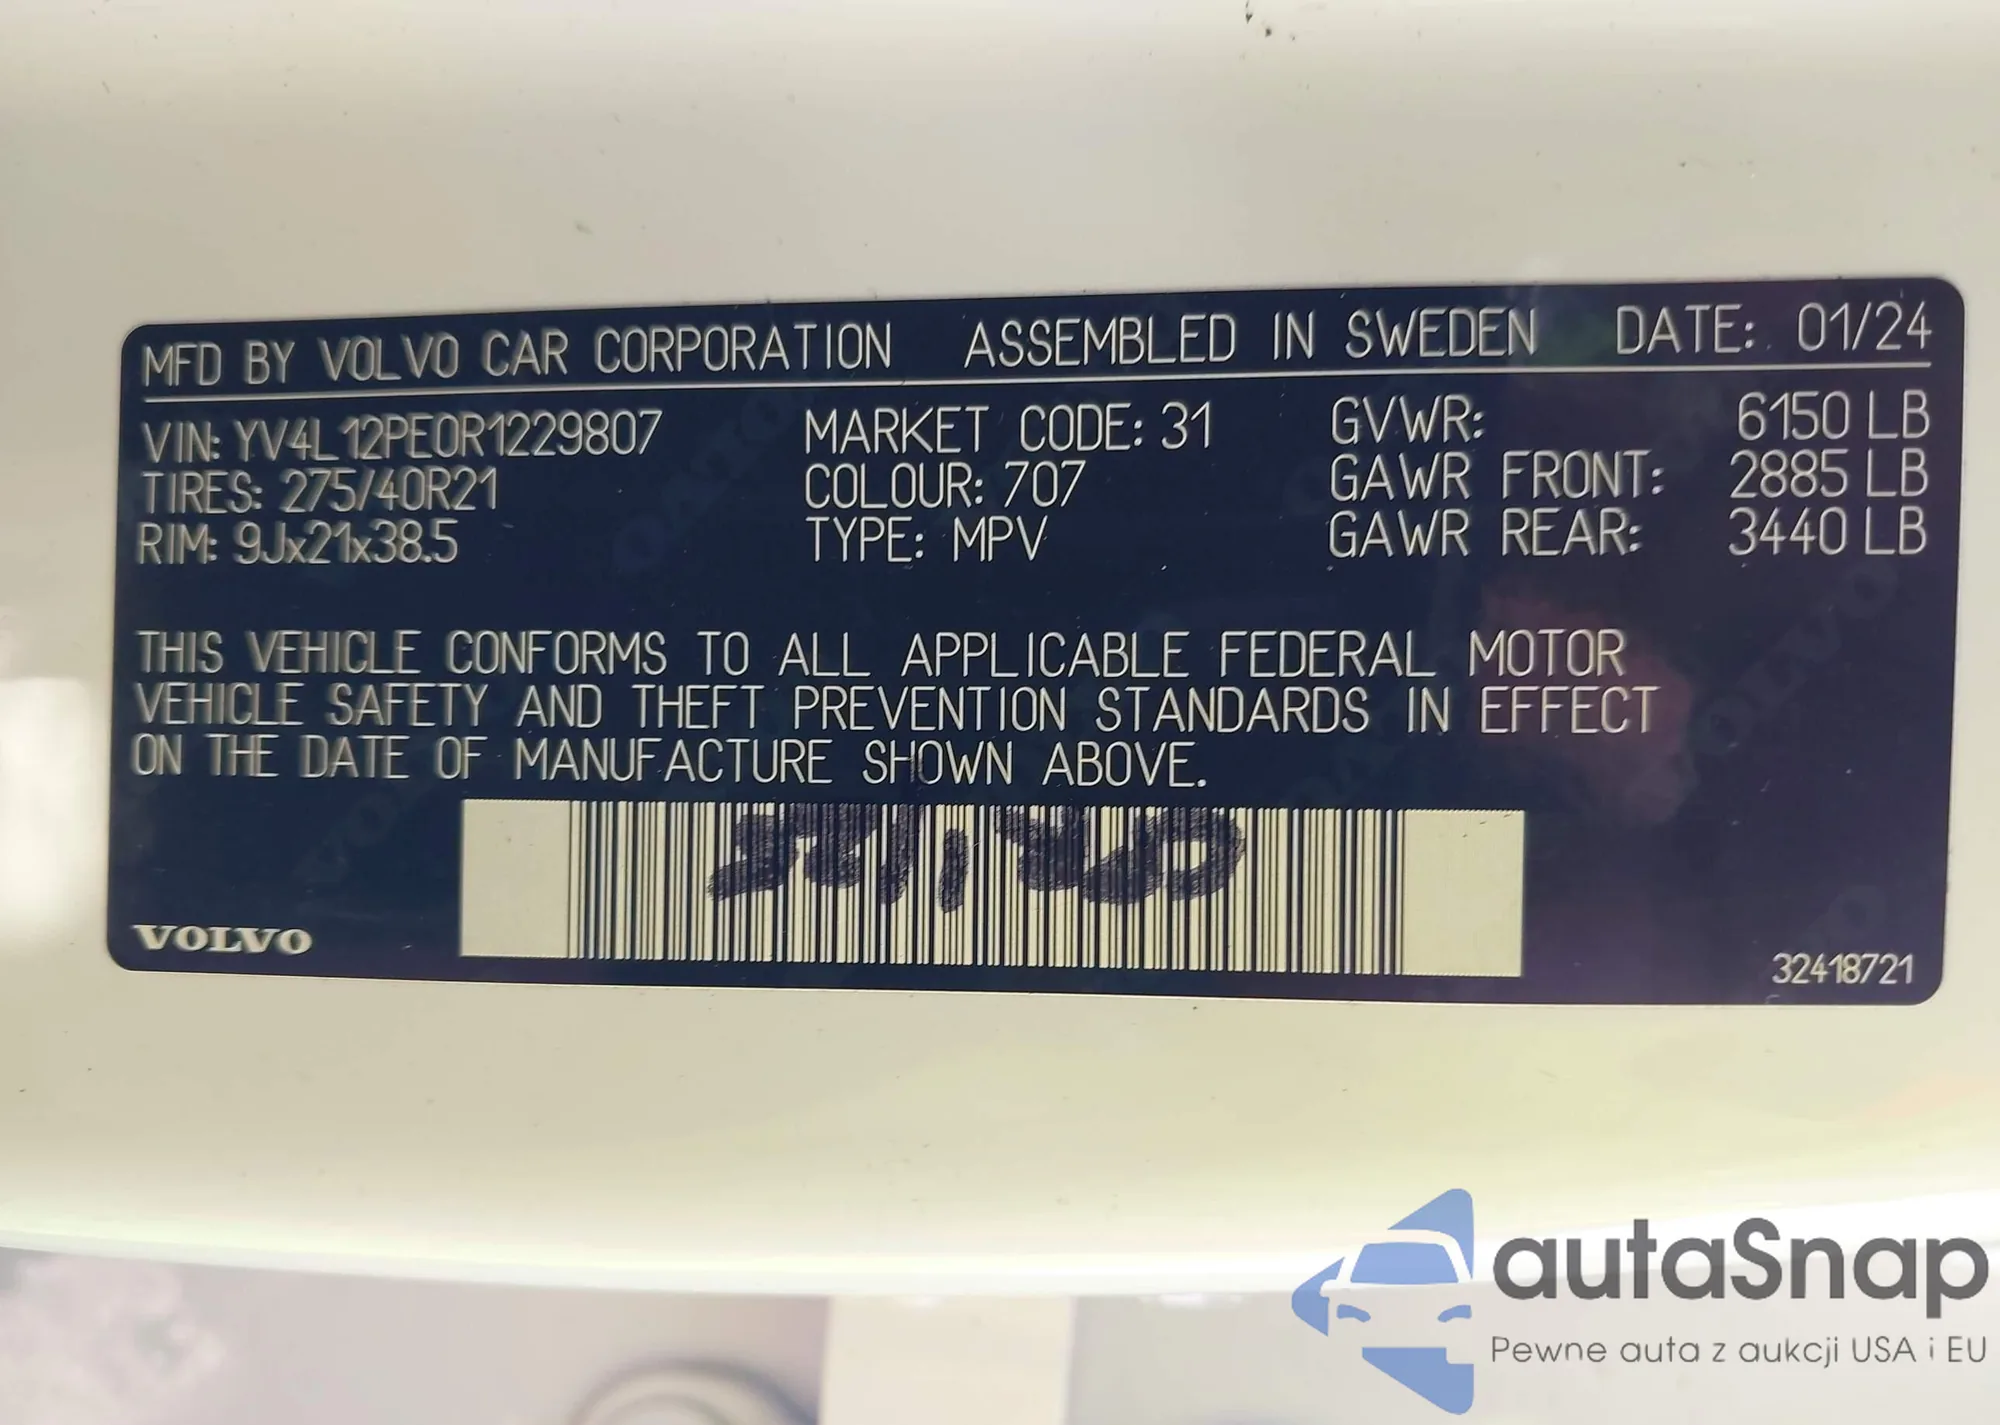 MFD BY VOLVO CAR CORPORATION ASSEMBLED IN SWEDEN DATE: 01/24
VIN: YV4L12PE0R1229807 MARKET CODE: 31 GVWR: 6150 LB
TIRES: 275/40R21 COLOUR: 707 GAWR FRONT: 2885 LB
RIM: 9Jx21x38.5 TYPE: MPV GAWR REAR: 3440 LB
THIS VEHICLE CONFORMS TO ALL APPLICABLE FEDERAL MOTOR
VEHICLE SAFETY AND THEFT PREVENTION STANDARDS IN EFFECT
ON THE DATE OF MANUFACTURE SHOWN ABOVE.
VOLVO
32418721
autaSnap
Pewne auta z aukcji USA i EU